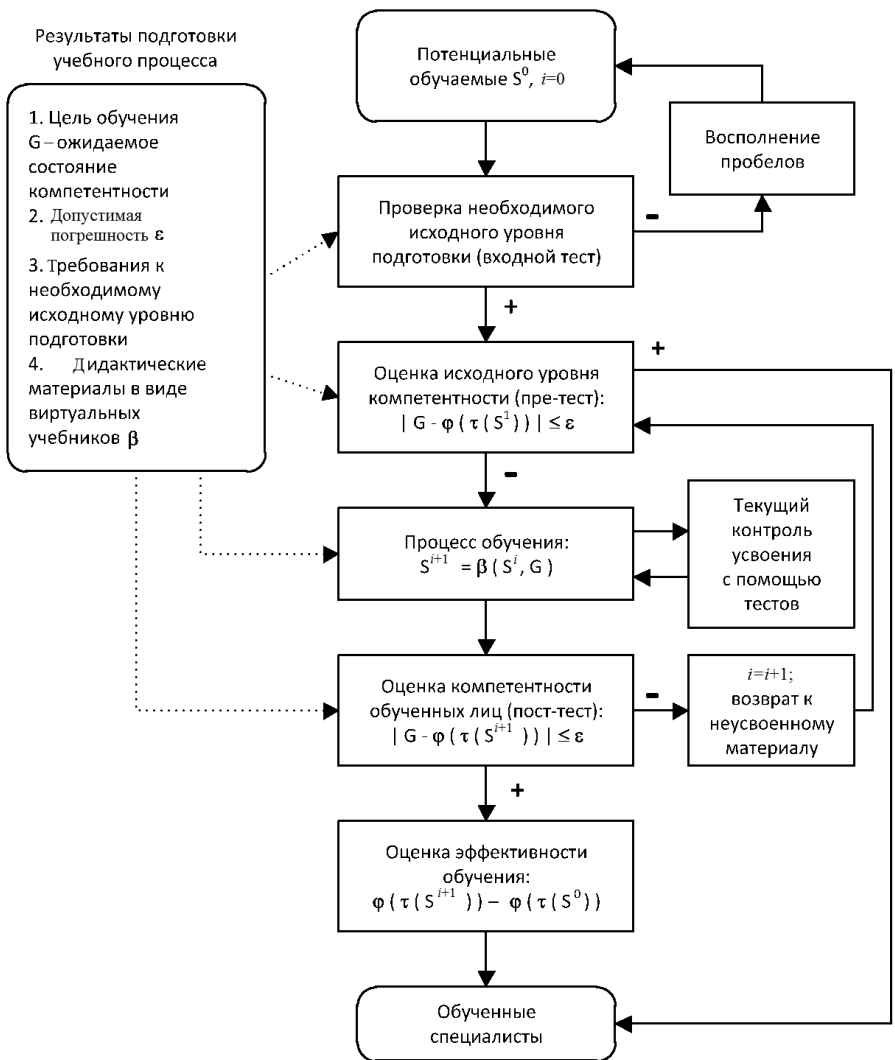 Результаты подготовки
учебного процесса
1. Цель обучения
G – ожидаемое
состояние
компетентности
2. Допустимая
погрешность ε
3. Требования к
необходимому
исходному уровню
подготовки
4. Дидактические
материалы в виде
виртуальных
учебников β
Потенциальные
обучаемые S⁰, i=0
Восполнение
пробелов
Проверка необходимого
исходного уровня
подготовки (входной тест)
-
+
Оценка исходного уровня
компетентности (пре-тест):
| G - φ ( τ ( S¹ ) ) | ≤ ε
+
-
Процесс обучения:
Sⁱ⁺¹ = β ( Sⁱ, G )
Текущий
контроль
усвоения
с помощью
тестов
Оценка компетентности
обученных лиц (пост-тест):
| G - φ ( τ ( Sⁱ⁺¹ ) ) | ≤ ε
-
i=i+1;
возврат к
неусвоенному
материалу
+
Оценка эффективности
обучения:
φ ( τ ( Sⁱ⁺¹ ) ) – φ ( τ ( S⁰ ) )
Обученные
специалисты